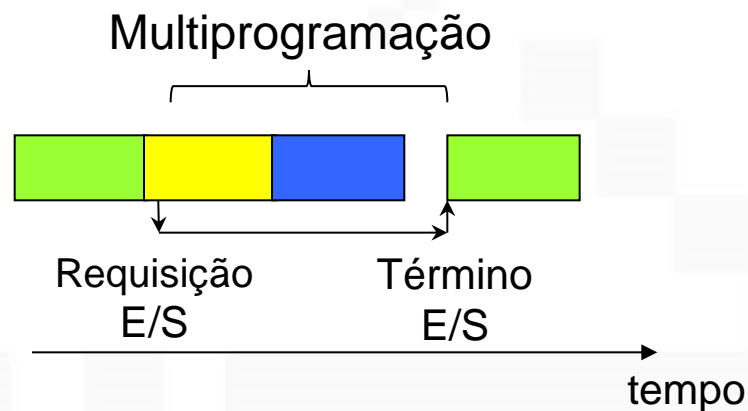 Multiprogramação
Requisição
E/S
Término
E/S
tempo